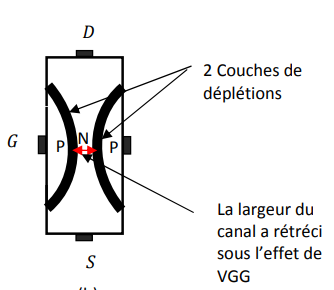 D
2 Couches de
déplétions
G
P
N
P
La largeur du
canal a rétréci
sous l'effet de
VGG
S